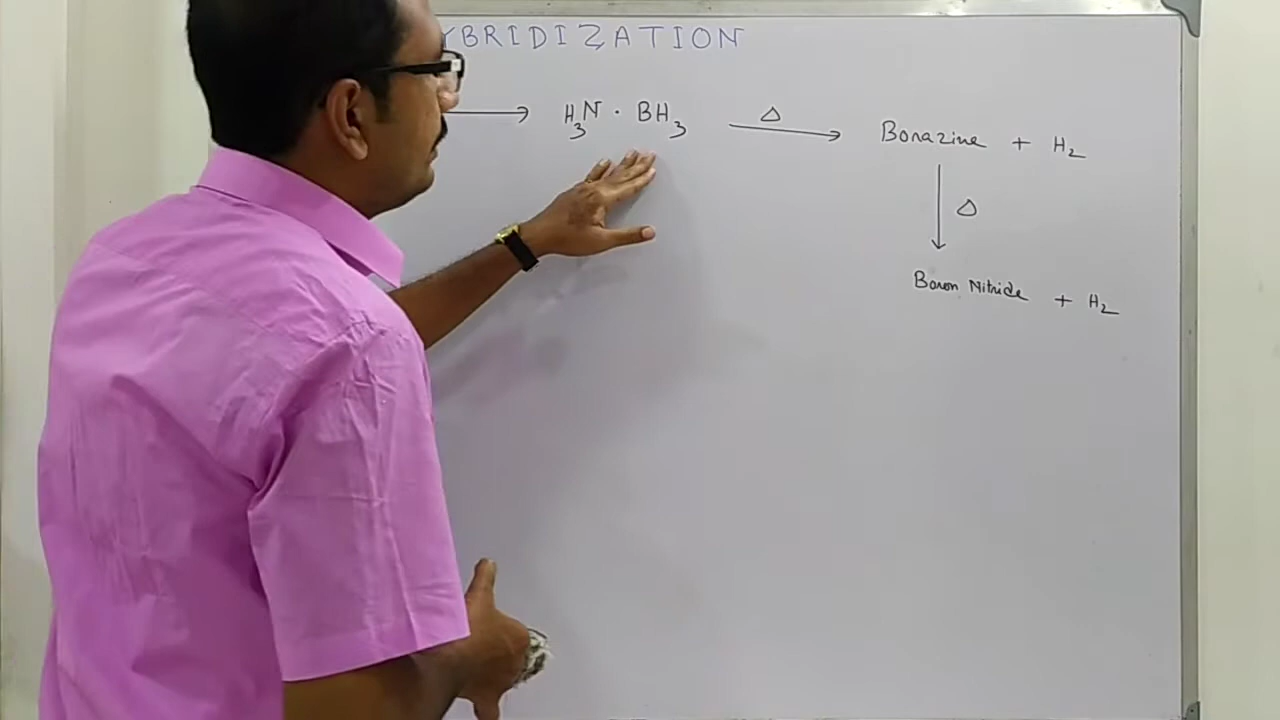 YBRIDIZATION
⟶ H₃N · BH₃ —Δ→ Borazine + H₂
↓ Δ
Boron Nitride + H₂